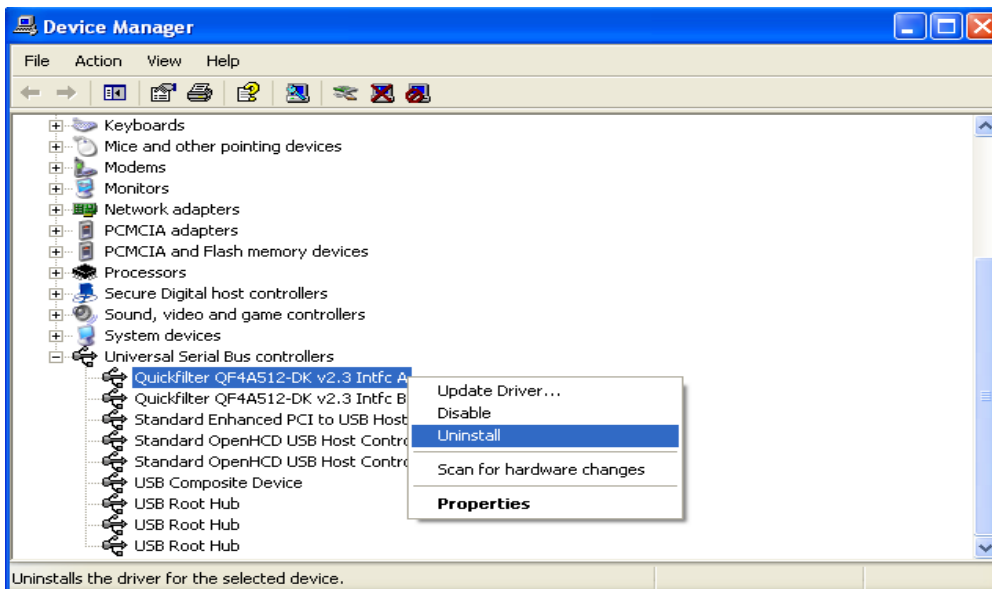 Device Manager
File Action View Help
Keyboards
Mice and other pointing devices
Modems
Monitors
Network adapters
PCMCIA adapters
PCMCIA and Flash memory devices
Processors
Secure Digital host controllers
Sound, video and game controllers
System devices
Universal Serial Bus controllers
Quickfilter QF4A512-DK v2.3 Intfc A
Quickfilter QF4A512-DK v2.3 Intfc B
Standard Enhanced PCI to USB Host
Standard OpenHCD USB Host Contro
Standard OpenHCD USB Host Contro
USB Composite Device
USB Root Hub
USB Root Hub
USB Root Hub
Update Driver...
Disable
Uninstall
Scan for hardware changes
Properties
Uninstalls the driver for the selected device.